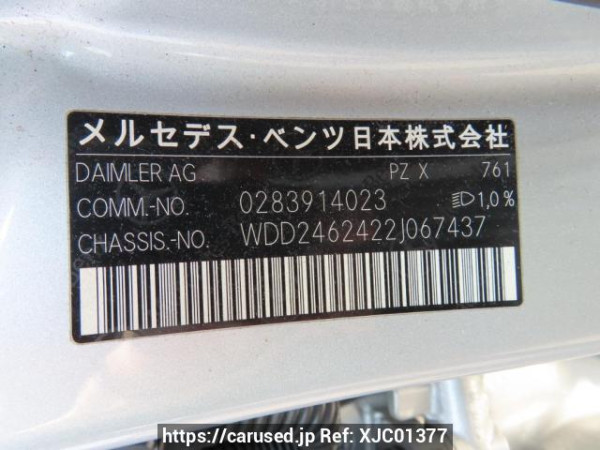 メルセデス・ベンツ日本株式会社
DAIMLER AG PZ X 761
COMM.-NO. 0283914023 1,0%
CHASSIS.-NO. WDD2462422J067437
https://carused.jp Ref: XJC01377